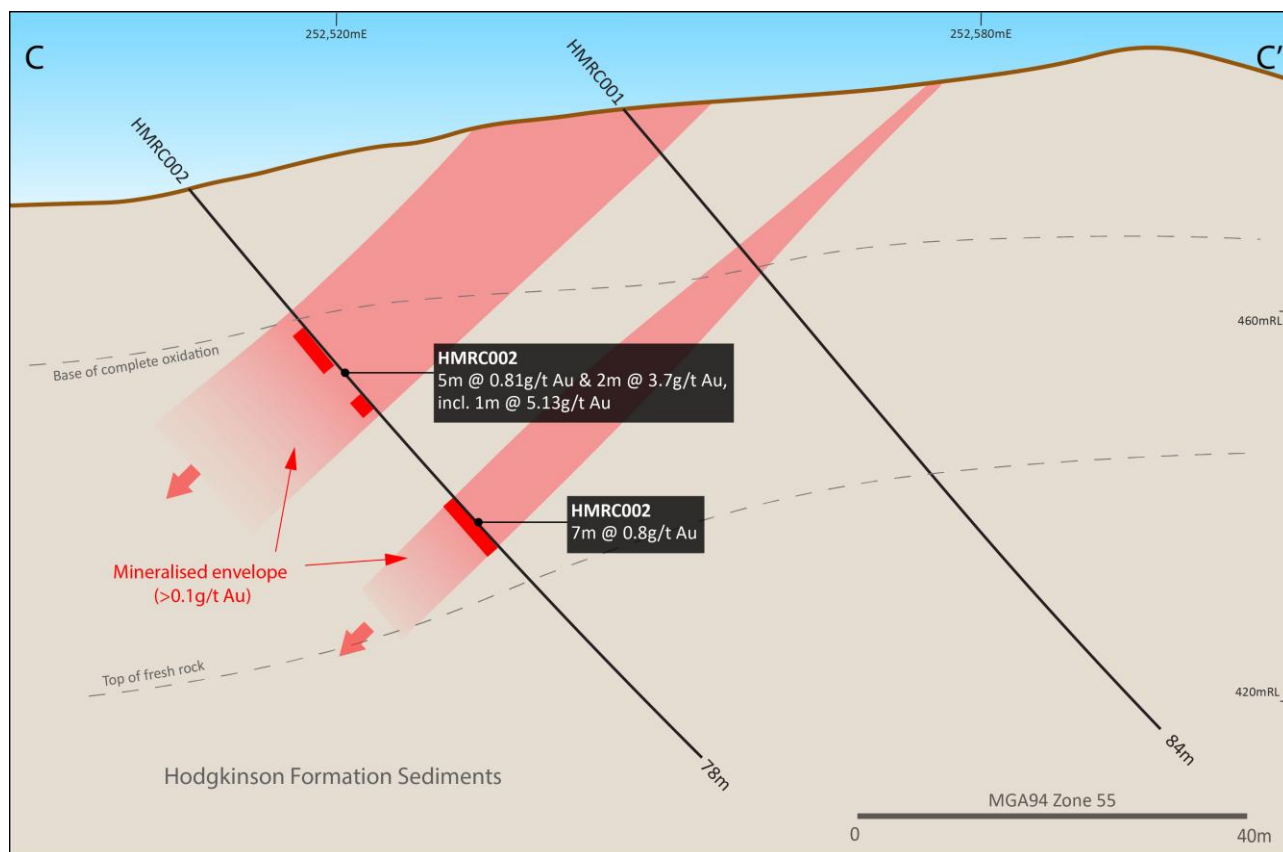 252,520mE
252,580mE
C
C'
HMRC001
HMRC002
460mRL
Base of complete oxidation
HMRC002
5m @ 0.81g/t Au & 2m @ 3.7g/t Au,
incl. 1m @ 5.13g/t Au
HMRC002
7m @ 0.8g/t Au
Mineralised envelope
(>0.1g/t Au)
Top of fresh rock
420mRL
84m
78m
Hodgkinson Formation Sediments
MGA94 Zone 55
0
40m